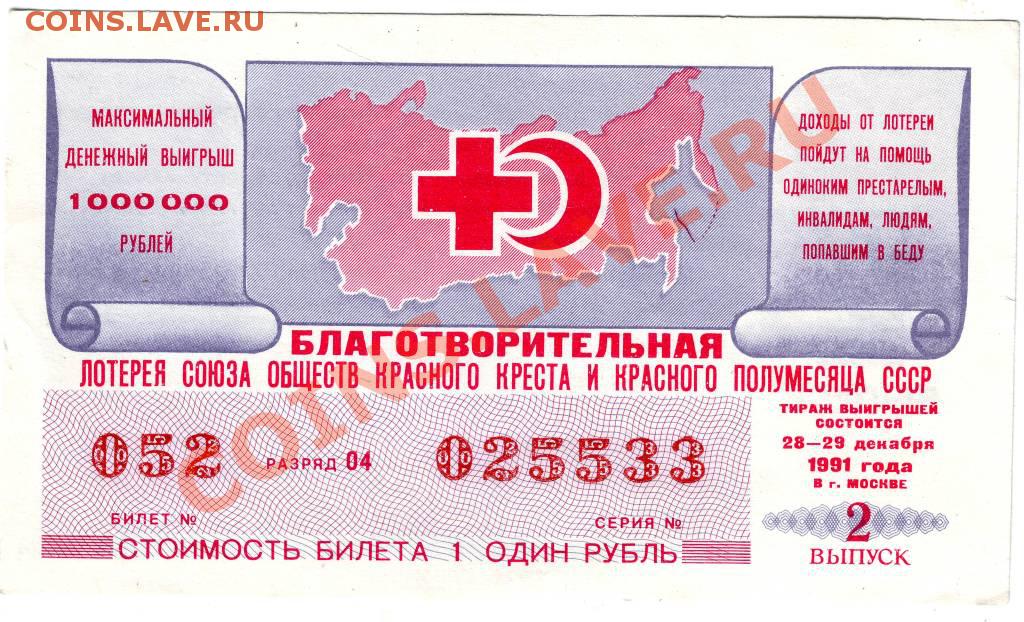 COINS.LAVE.RU
МАКСИМАЛЬНЫЙ
ДЕНЕЖНЫЙ ВЫИГРЫШ
1 000 000
РУБЛЕЙ
ДОХОДЫ ОТ ЛОТЕРЕИ
ПОЙДУТ НА ПОМОЩЬ
ОДИНОКИМ ПРЕСТАРЕЛЫМ,
ИНВАЛИДАМ, ЛЮДЯМ,
ПОПАВШИМ В БЕДУ
COINS.LAVE.RU
БЛАГОТВОРИТЕЛЬНАЯ
ЛОТЕРЕЯ СОЮЗА ОБЩЕСТВ КРАСНОГО КРЕСТА И КРАСНОГО ПОЛУМЕСЯЦА СССР
052 РАЗРЯД 04 025533
БИЛЕТ № СЕРИЯ №
СТОИМОСТЬ БИЛЕТА 1 ОДИН РУБЛЬ
ТИРАЖ ВЫИГРЫШЕЙ
СОСТОИТСЯ
28—29 декабря
1991 года
В г. МОСКВЕ
2
ВЫПУСК